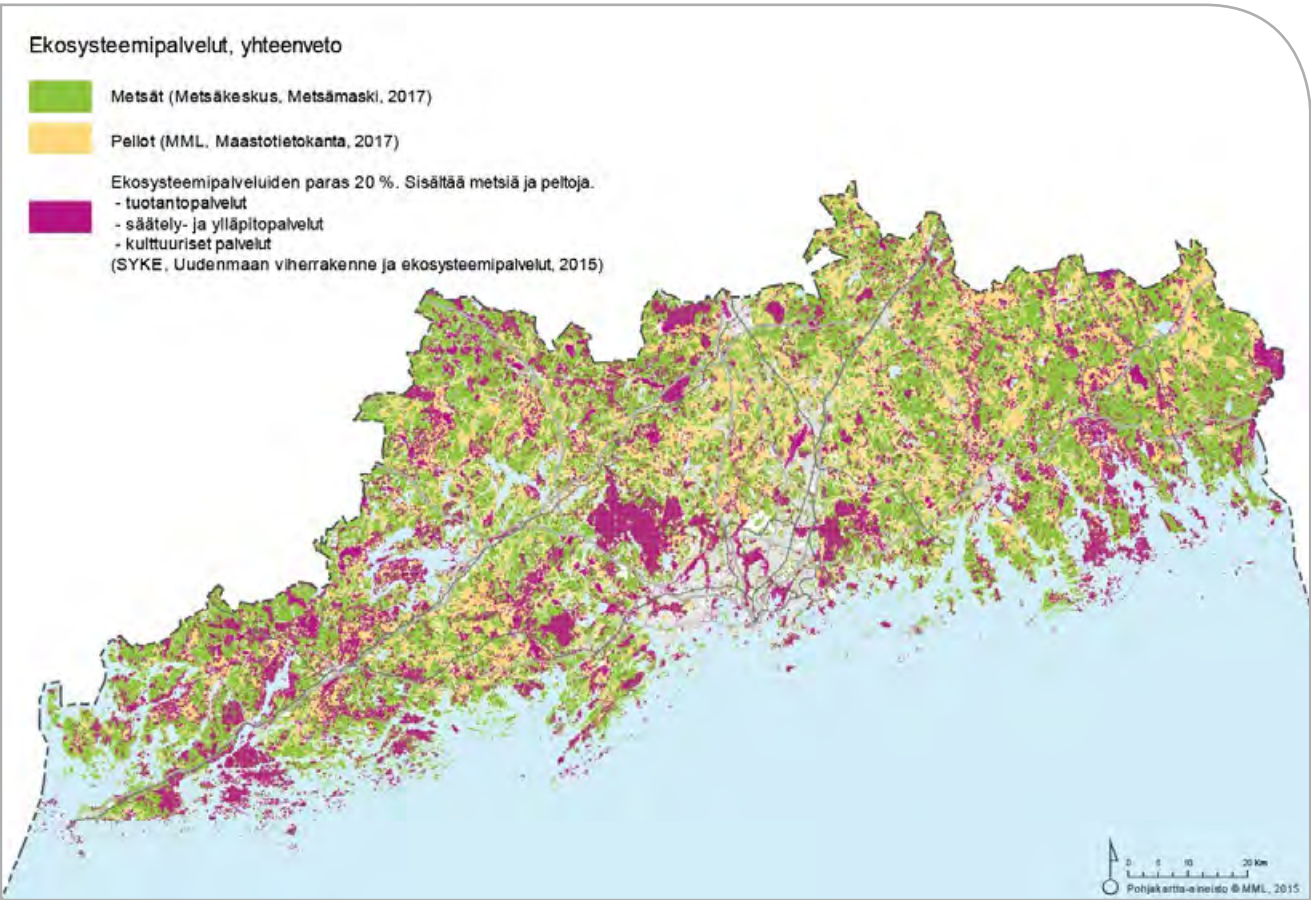 Ekosysteemipalvelut, yhteenveto
Metsät (Metsäkeskus, Metsämaski, 2017)
Pellot (MML, Maastotietokanta, 2017)
Ekosysteemipalveluiden paras 20 %. Sisältää metsiä ja peltoja.
- tuotantopalvelut
- säätely- ja ylläpitopalvelut
- kulttuuriset palvelut
(SYKE, Uudenmaan viherrakenne ja ekosysteemipalvelut, 2015)
0 5 10 20 Km
Pohjakartta-aineisto © MML, 2015